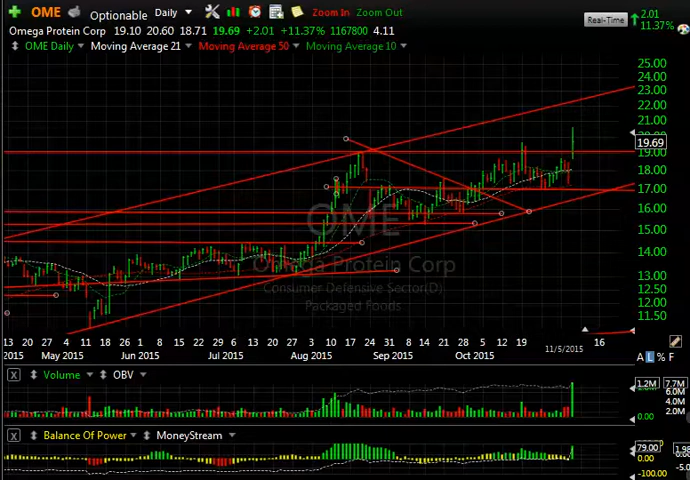 OME Optionable Daily Zoom In Zoom Out Real-Time 2.01
11.37%
Omega Protein Corp 19.10 20.60 18.71 19.69 +2.01 +11.37% 1167800 4.11
OME Daily Moving Average 21 Moving Average 50 Moving Average 10
25.00
24.00
23.00
22.00
21.00
20.00
19.69
19.00
18.00
17.00
16.00
15.00
14.00
13.00
12.50
12.00
11.50
OME
Omega Protein Corp
Consumer Defensive Sector(D)
Packaged Foods
13 20 27 4 11 18 26 1 8 15 22 6 13 20 27 3 10 17 24 31 8 14 21 28 5 12 19 16
2015 May 2015 Jun 2015 Jul 2015 Aug 2015 Sep 2015 Oct 2015 11/5/2015 A L % F
X Volume OBV
1.2M 7.7M
6.0M
4.0M
0.00 2.0M
X Balance Of Power MoneyStream
79.00
0.00
-100.00